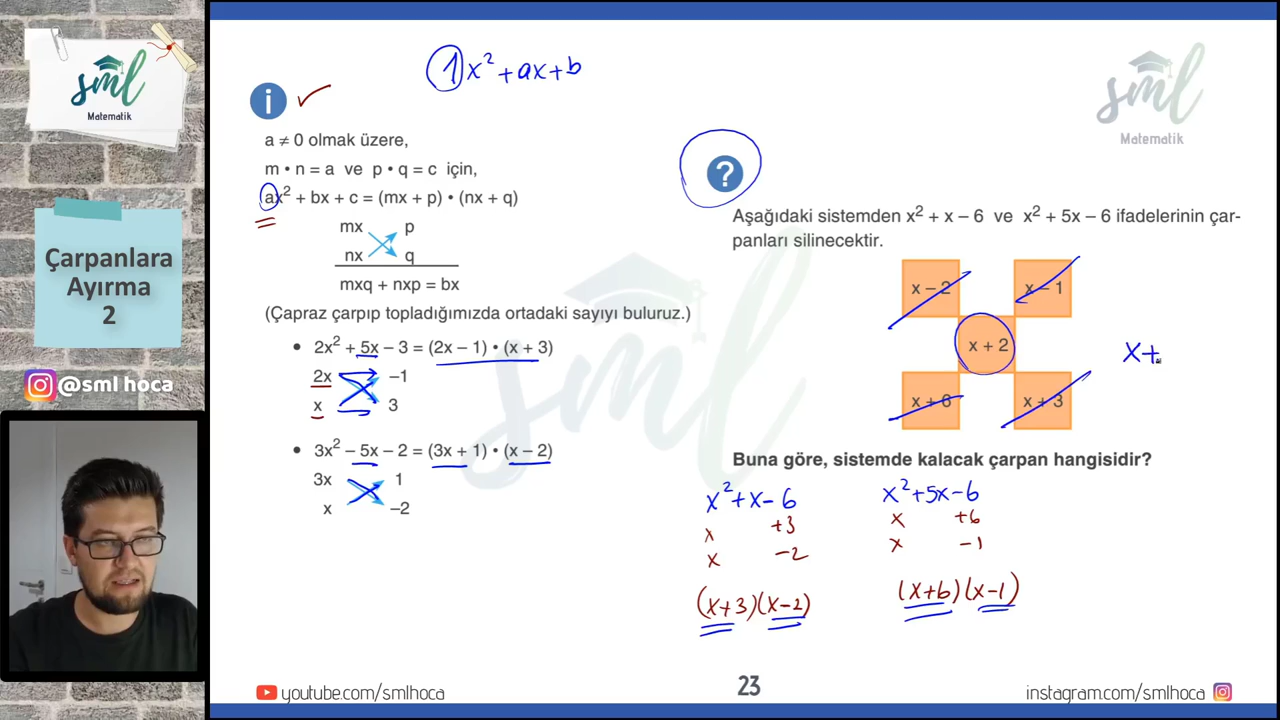 sml
Matematik
Çarpanlara
Ayırma
2
@sml hoca
1x² + ax + b
i
a ≠ 0 olmak üzere,
m • n = a ve p • q = c için,
ax² + bx + c = (mx + p) • (nx + q)
mx p
nx q
mxq + nxp = bx
(Çapraz çarpıp topladığımızda ortadaki sayıyı buluruz.)
• 2x² + 5x – 3 = (2x – 1) • (x + 3)
2x –1
x 3
• 3x² – 5x – 2 = (3x + 1) • (x – 2)
3x 1
x –2
sml
Matematik
?
Aşağıdaki sistemden x² + x – 6 ve x² + 5x – 6 ifadelerinin çar-
panları silinecektir.
x – 2 x – 1
x + 2
x + 6 x + 3
x+
Buna göre, sistemde kalacak çarpan hangisidir?
x²+x-6
x +3
x -2
(x+3)(x-2)
x²+5x-6
x +6
x -1
(x+6)(x-1)
sml
youtube.com/smlhoca
23
instagram.com/smlhoca